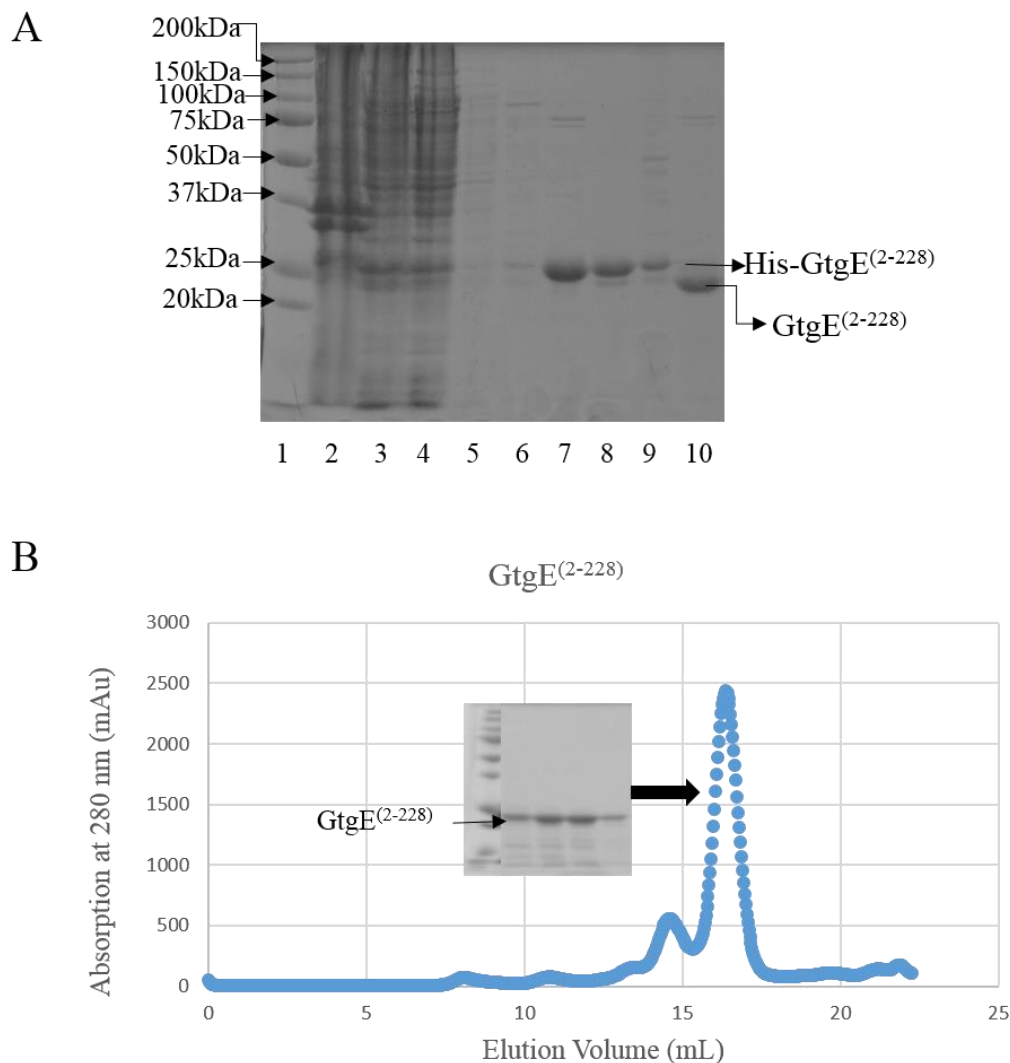 A
200kDa
150kDa
100kDa
75kDa
50kDa
37kDa
25kDa
20kDa
His-GtgE(2-228)
GtgE(2-228)
1 2 3 4 5 6 7 8 9 10
B
GtgE(2-228)
3000
2500
2000
1500
1000
500
0
Absorption at 280 nm (mAu)
GtgE(2-228)
0 5 10 15 20 25
Elution Volume (mL)